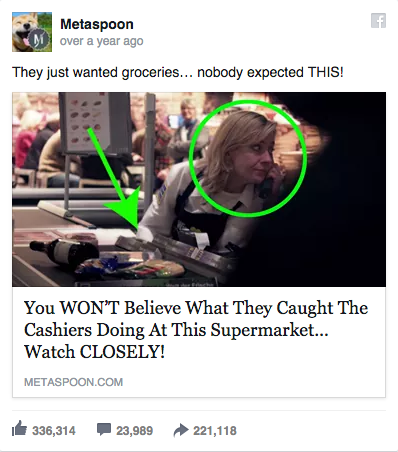 Metaspoon
over a year ago
They just wanted groceries… nobody expected THIS!
You WON'T Believe What They Caught The
Cashiers Doing At This Supermarket…
Watch CLOSELY!
METASPOON.COM
336,314 23,989 221,118